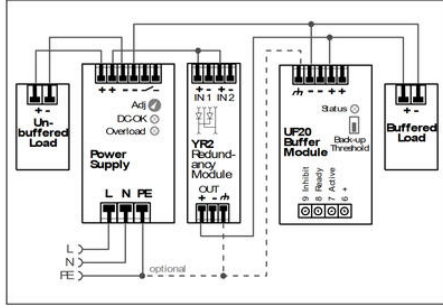 + -
Un-
buffered
Load
+ + - -
Adj
DC-OK
Overload
Power
Supply
L N PE
+ - + -
IN 1 IN 2
YR2
Redund-
ancy
Module
OUT
+ -
- - + +
Status
UF20
Buffer
Module
Back-up
Threshold
9 Inhibit
8 Ready
7 Active
6 +
+ -
Buffered
Load
L
N
PE
optional